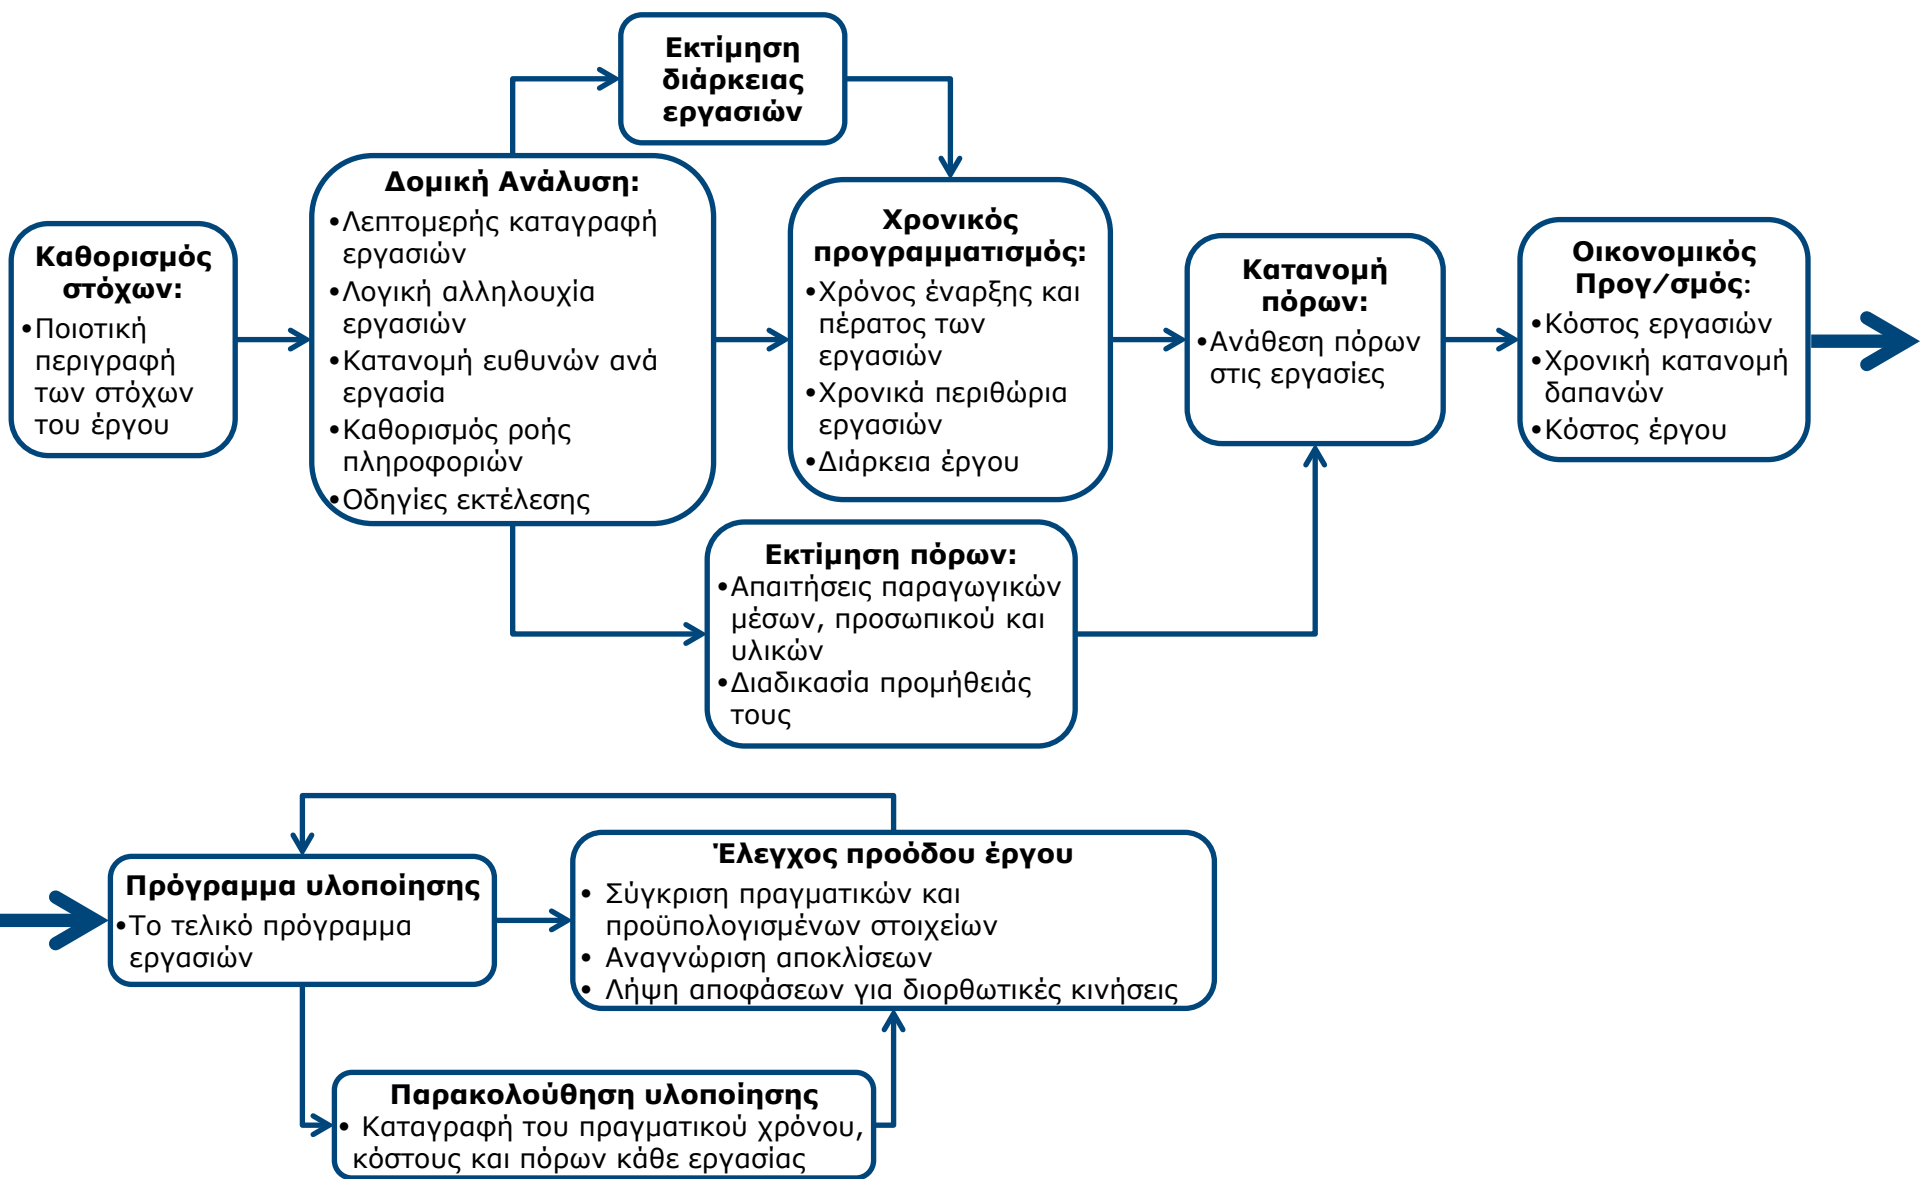 Εκτίμηση
διάρκειας
εργασιών
Καθορισμός
στόχων:
•Ποιοτική
περιγραφή
των στόχων
του έργου
Δομική Ανάλυση:
•Λεπτομερής καταγραφή
εργασιών
•Λογική αλληλουχία
εργασιών
•Κατανομή ευθυνών ανά
εργασία
•Καθορισμός ροής
πληροφοριών
•Οδηγίες εκτέλεσης
Χρονικός
προγραμματισμός:
•Χρόνος έναρξης και
πέρατος των
εργασιών
•Χρονικά περιθώρια
εργασιών
•Διάρκεια έργου
Κατανομή
πόρων:
•Ανάθεση πόρων
στις εργασίες
Οικονομικός
Προγ/σμός:
•Κόστος εργασιών
•Χρονική κατανομή
δαπανών
•Κόστος έργου
Εκτίμηση πόρων:
•Απαιτήσεις παραγωγικών
μέσων, προσωπικού και
υλικών
•Διαδικασία προμήθειάς
τους
Πρόγραμμα υλοποίησης
•Το τελικό πρόγραμμα
εργασιών
Έλεγχος προόδου έργου
• Σύγκριση πραγματικών και
προϋπολογισμένων στοιχείων
• Αναγνώριση αποκλίσεων
• Λήψη αποφάσεων για διορθωτικές κινήσεις
Παρακολούθηση υλοποίησης
• Καταγραφή του πραγματικού χρόνου,
κόστους και πόρων κάθε εργασίας